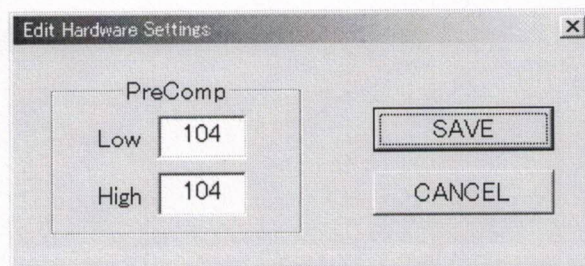 Edit Hardware Settings
PreComp
Low 104
High 104
SAVE
CANCEL